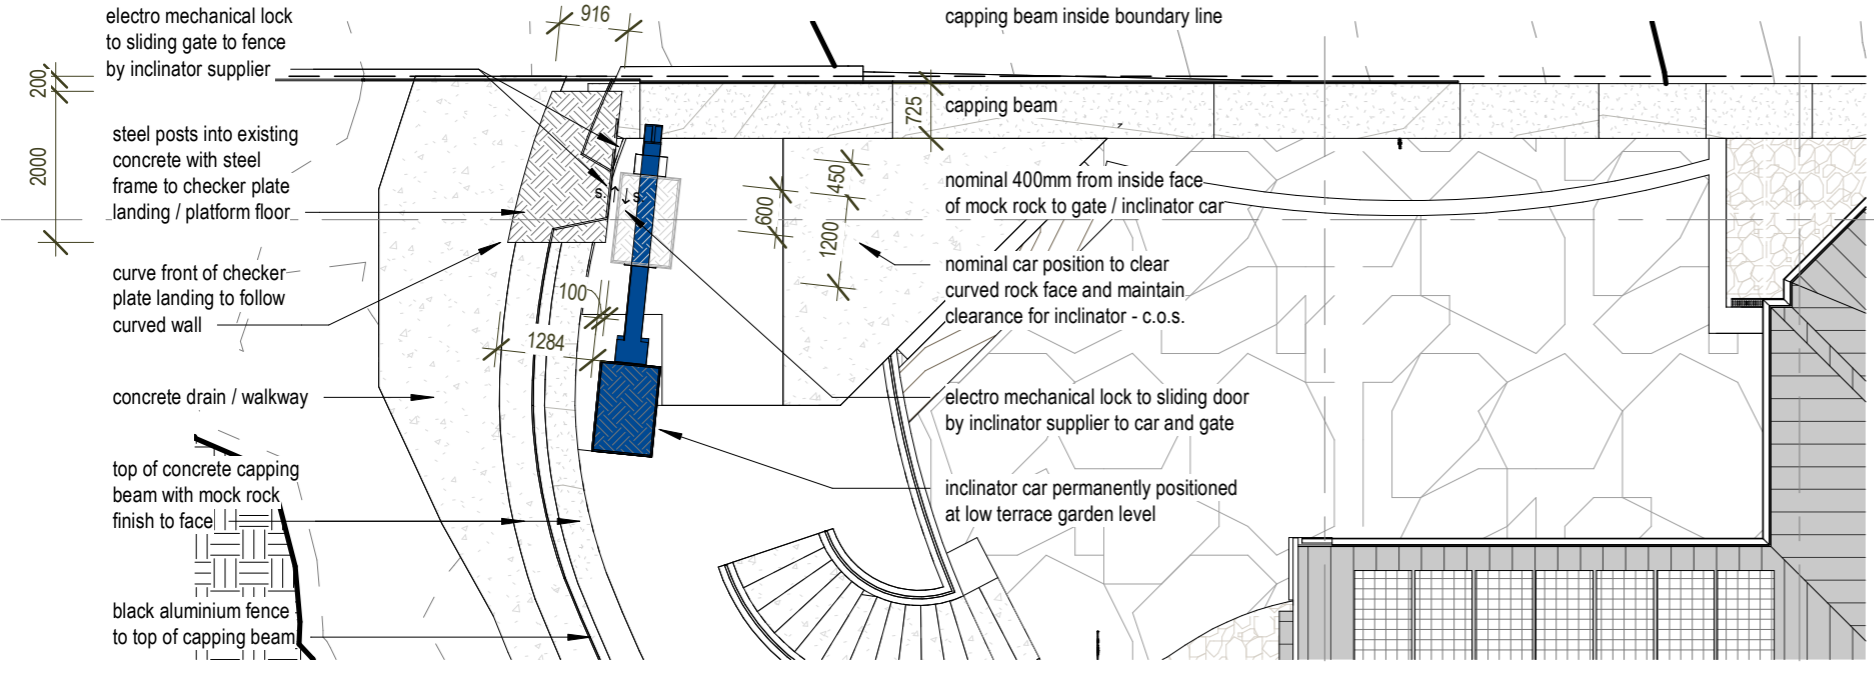 electro mechanical lock
to sliding gate to fence
by inclinator supplier
916
capping beam inside boundary line
200
2000
steel posts into existing
concrete with steel
frame to checker plate
landing / platform floor
capping beam
725
s.
s.
450
600
1200
nominal 400mm from inside face
of mock rock to gate / inclinator car
curve front of checker
plate landing to follow
curved wall
100
1284
nominal car position to clear
curved rock face and maintain
clearance for inclinator - c.o.s.
concrete drain / walkway
electro mechanical lock to sliding door
by inclinator supplier to car and gate
top of concrete capping
beam with mock rock
finish to face
inclinator car permanently positioned
at low terrace garden level
black aluminium fence
to top of capping beam